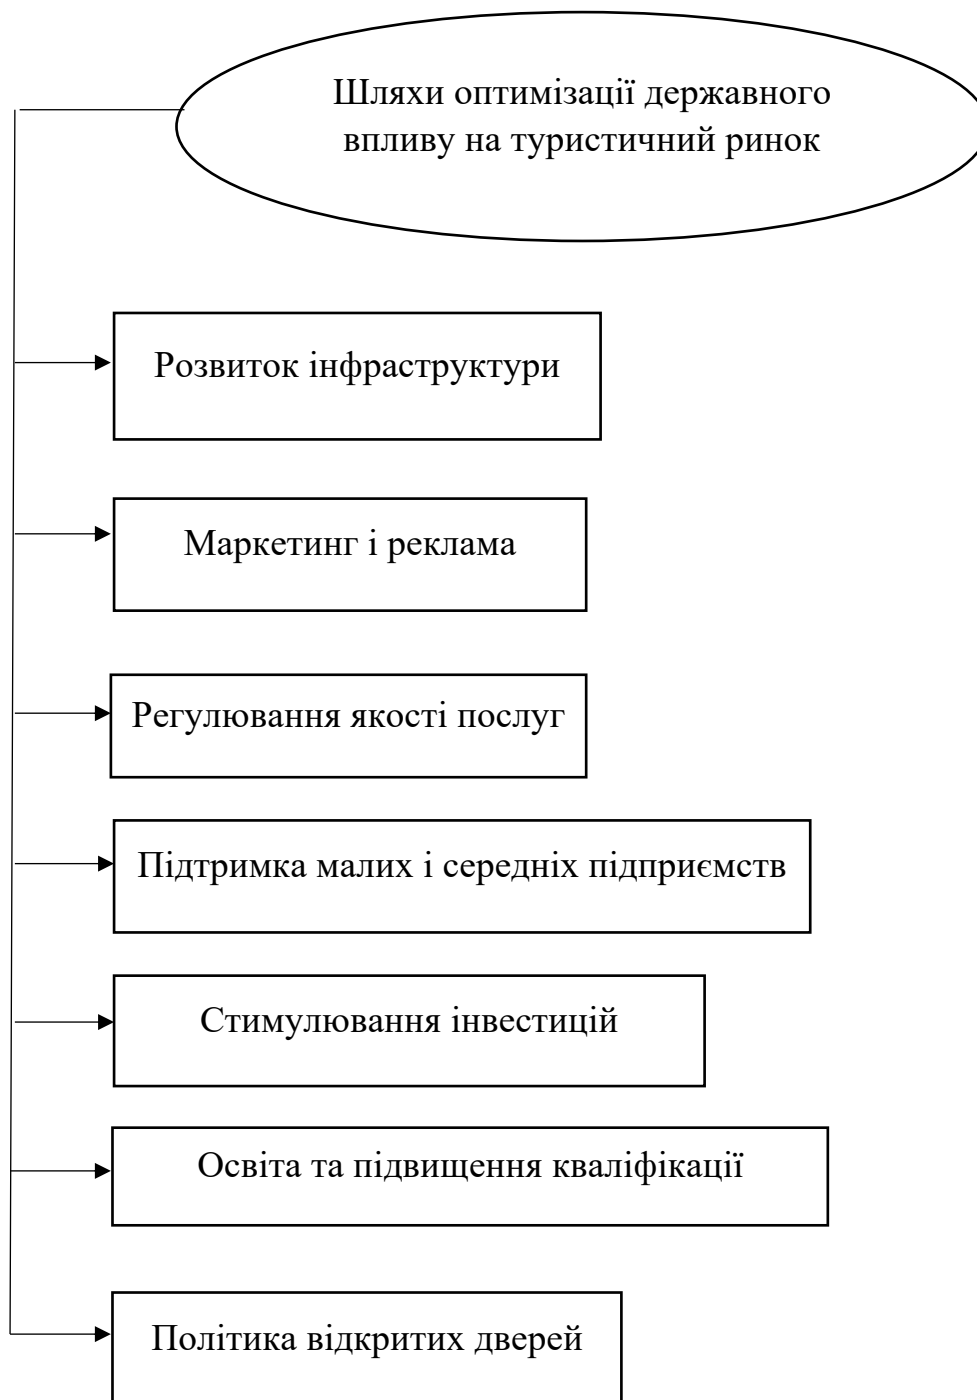 Шляхи оптимізації державного
впливу на туристичний ринок
Розвиток інфраструктури
Маркетинг і реклама
Регулювання якості послуг
Підтримка малих і середніх підприємств
Стимулювання інвестицій
Освіта та підвищення кваліфікації
Політика відкритих дверей